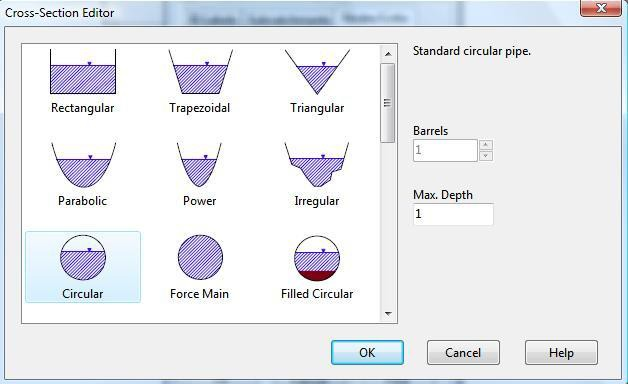 Cross-Section Editor
Rectangular Trapezoidal Triangular
Parabolic Power Irregular
Circular Force Main Filled Circular
Standard circular pipe.
Barrels
1
Max. Depth
1
OK Cancel Help